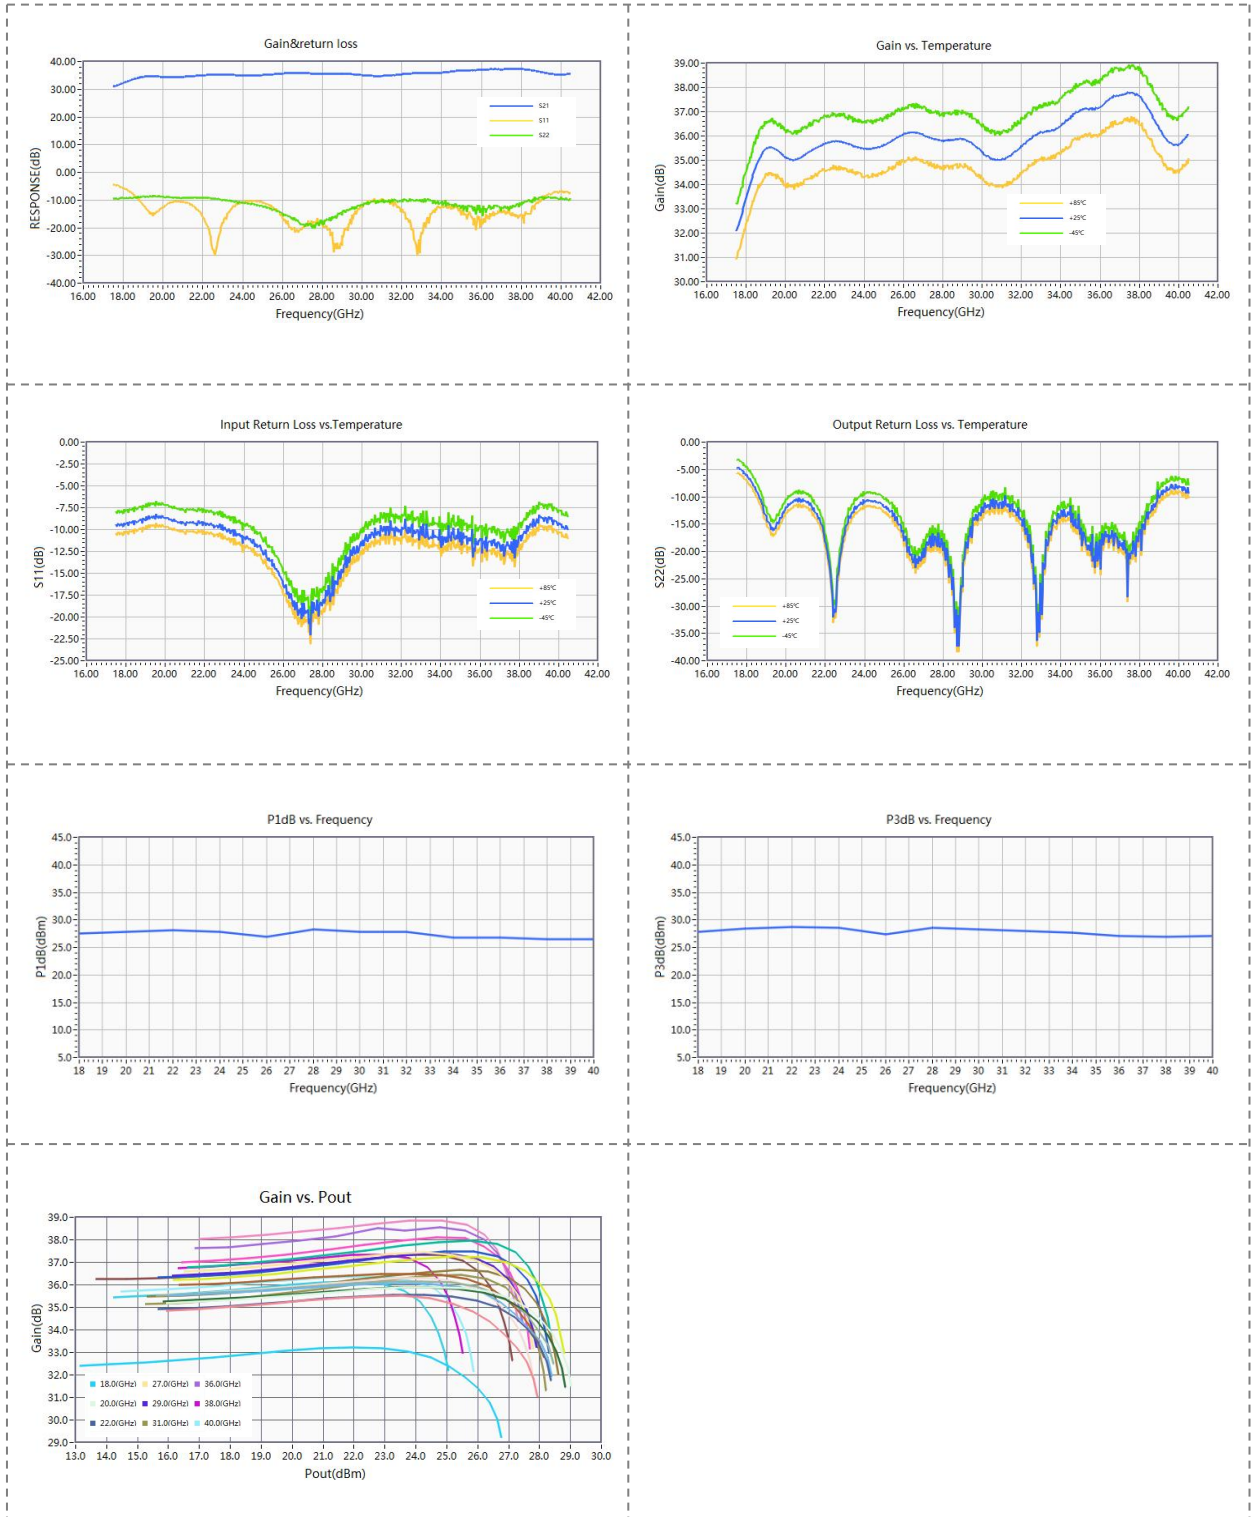 Gain&return loss
40.00
30.00
20.00
10.00
0.00
-10.00
-20.00
-30.00
-40.00
RESPONSE(dB)
S21
S11
S22
16.00 18.00 20.00 22.00 24.00 26.00 28.00 30.00 32.00 34.00 36.00 38.00 40.00 42.00
Frequency(GHz)
Gain vs. Temperature
39.00
38.00
37.00
36.00
35.00
34.00
33.00
32.00
31.00
30.00
Gain(dB)
+85℃
+25℃
-45℃
16.00 18.00 20.00 22.00 24.00 26.00 28.00 30.00 32.00 34.00 36.00 38.00 40.00 42.00
Frequency(GHz)
Input Return Loss vs.Temperature
0.00
-2.50
-5.00
-7.50
-10.00
-12.50
-15.00
-17.50
-20.00
-22.50
-25.00
S11(dB)
+85℃
+25℃
-45℃
16.00 18.00 20.00 22.00 24.00 26.00 28.00 30.00 32.00 34.00 36.00 38.00 40.00 42.00
Frequency(GHz)
Output Return Loss vs. Temperature
0.00
-5.00
-10.00
-15.00
-20.00
-25.00
-30.00
-35.00
-40.00
S22(dB)
+85℃
+25℃
-45℃
16.00 18.00 20.00 22.00 24.00 26.00 28.00 30.00 32.00 34.00 36.00 38.00 40.00 42.00
Frequency(GHz)
P1dB vs. Frequency
45.0
40.0
35.0
30.0
25.0
20.0
15.0
10.0
5.0
P1dB(dBm)
18 19 20 21 22 23 24 25 26 27 28 29 30 31 32 33 34 35 36 37 38 39 40
Frequency(GHz)
P3dB vs. Frequency
45.0
40.0
35.0
30.0
25.0
20.0
15.0
10.0
5.0
P3dB(dBm)
18 19 20 21 22 23 24 25 26 27 28 29 30 31 32 33 34 35 36 37 38 39 40
Frequency(GHz)
Gain vs. Pout
39.0
38.0
37.0
36.0
35.0
34.0
33.0
32.0
31.0
30.0
29.0
Gain(dB)
18.0(GHz) 27.0(GHz) 36.0(GHz)
20.0(GHz) 29.0(GHz) 38.0(GHz)
22.0(GHz) 31.0(GHz) 40.0(GHz)
13.0 14.0 15.0 16.0 17.0 18.0 19.0 20.0 21.0 22.0 23.0 24.0 25.0 26.0 27.0 28.0 29.0 30.0
Pout(dBm)